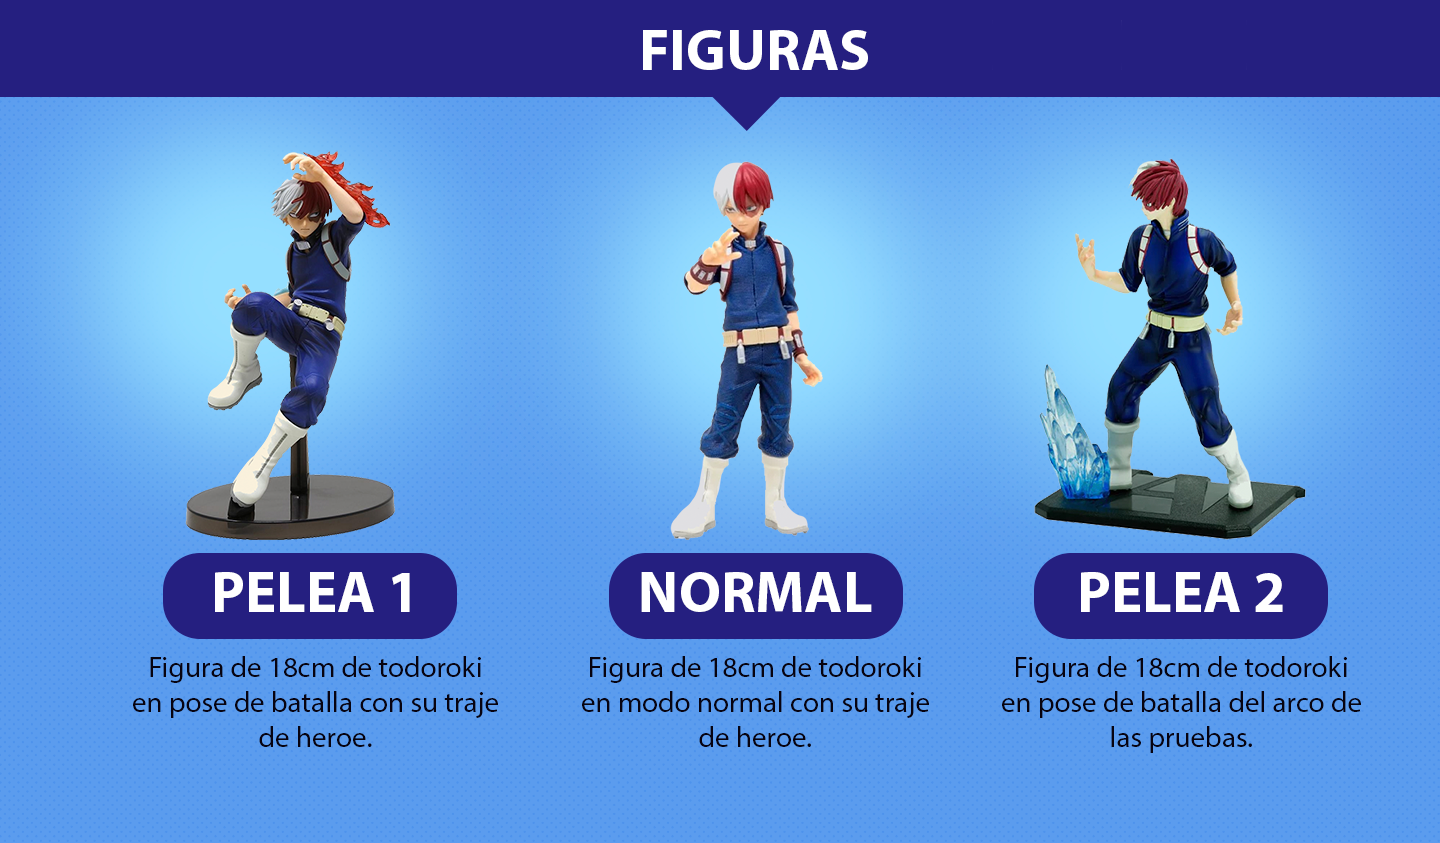 FIGURAS
PELEA 1
Figura de 18cm de todoroki
en pose de batalla con su traje
de heroe.
NORMAL
Figura de 18cm de todoroki
en modo normal con su traje
de heroe.
PELEA 2
Figura de 18cm de todoroki
en pose de batalla del arco de
las pruebas.